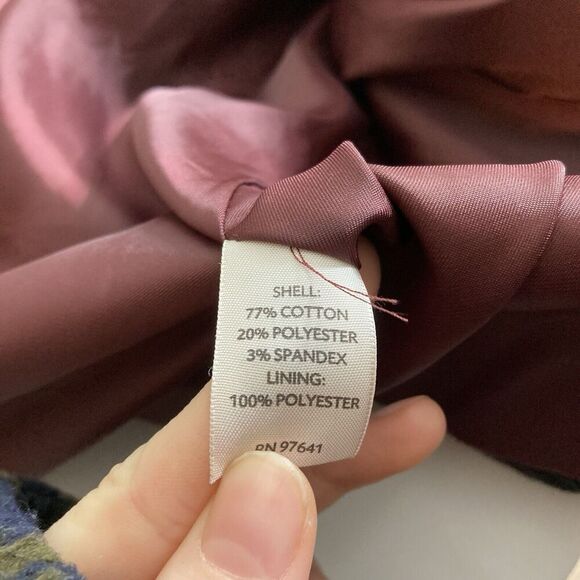 SHELL:
77% COTTON
20% POLYESTER
3% SPANDEX
LINING:
100% POLYESTER
RN 97641